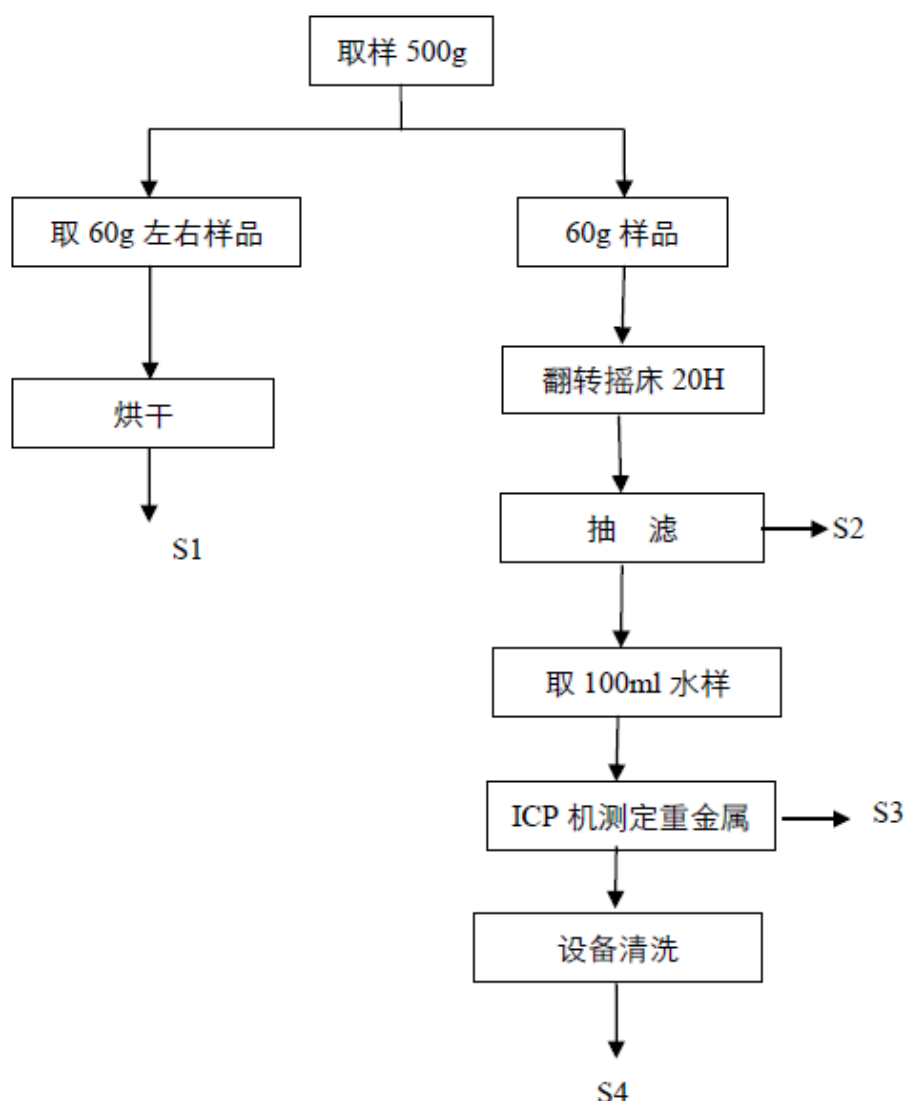 取样 500g
取 60g 左右样品
60g 样品
翻转摇床 20H
烘干
抽 滤
S2
S1
取 100ml 水样
ICP 机测定重金属
S3
设备清洗
S4